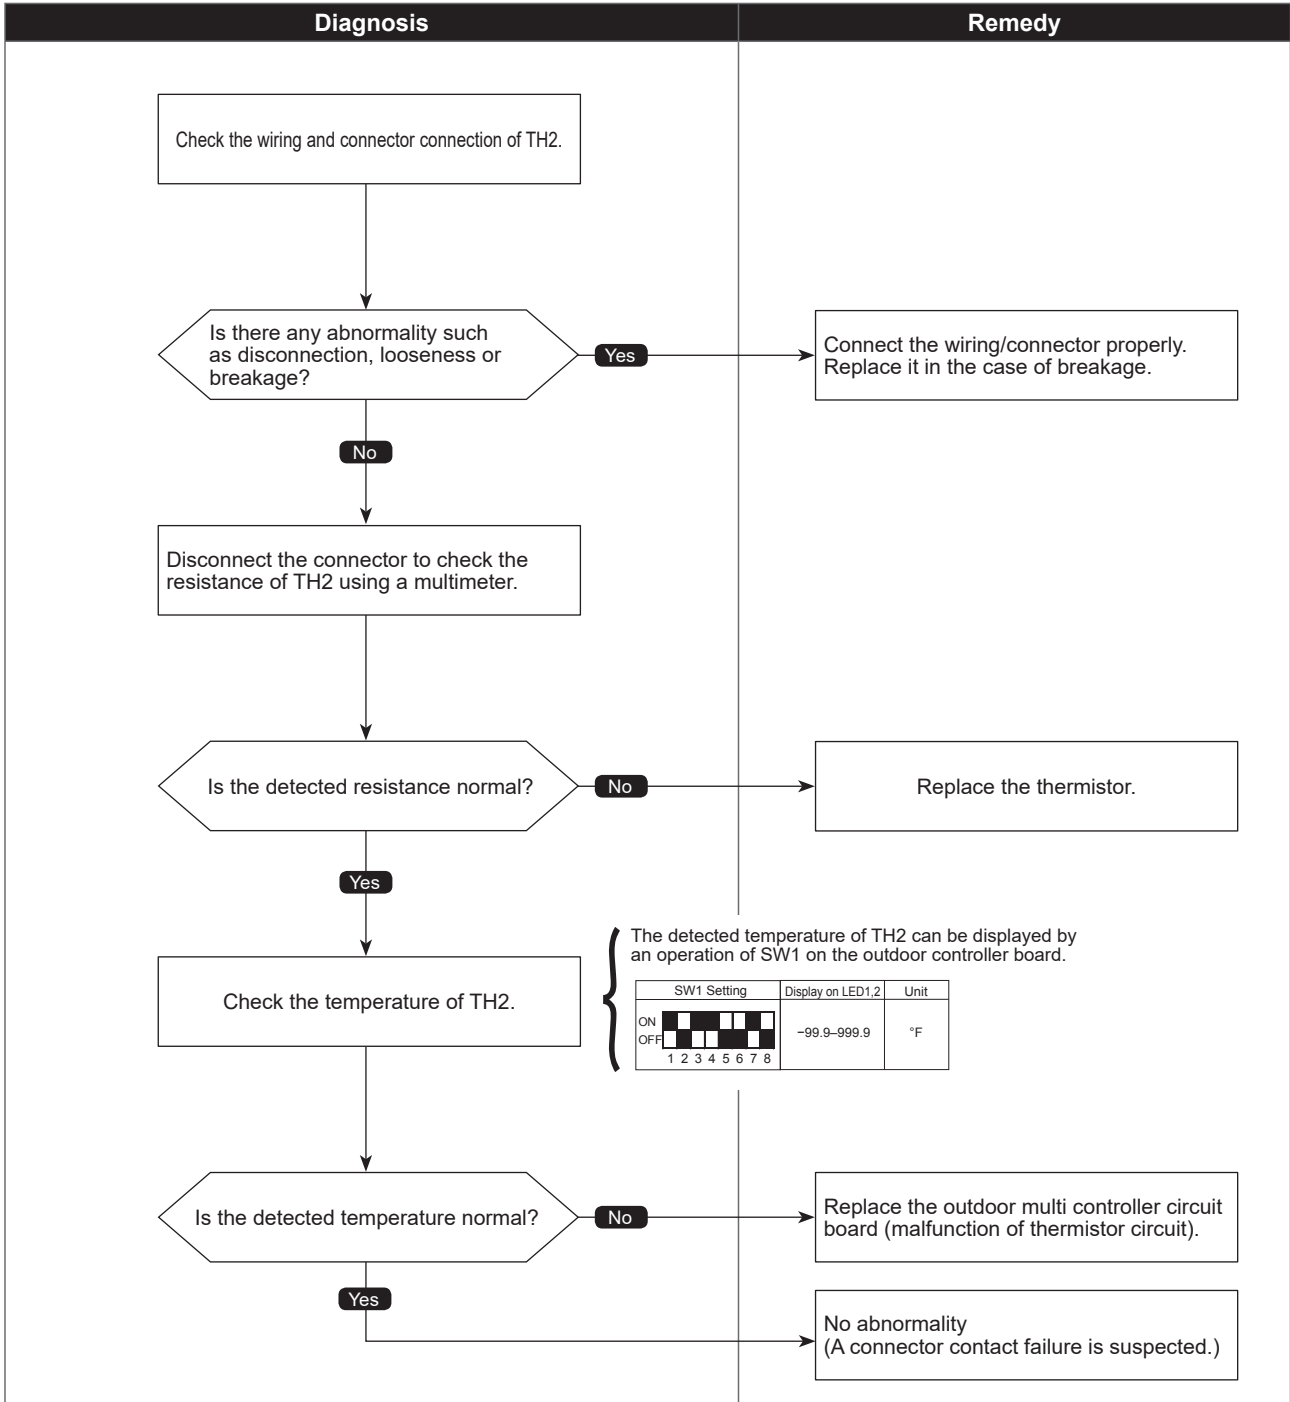 Diagnosis
Remedy
Check the wiring and connector connection of TH2.
Is there any abnormality such
as disconnection, looseness or
breakage?
Yes
Connect the wiring/connector properly.
Replace it in the case of breakage.
No
Disconnect the connector to check the
resistance of TH2 using a multimeter.
Is the detected resistance normal?
No
Replace the thermistor.
Yes
Check the temperature of TH2.
The detected temperature of TH2 can be displayed by
an operation of SW1 on the outdoor controller board.
SW1 Setting
Display on LED1,2
Unit
ON
OFF
1 2 3 4 5 6 7 8
−99.9–999.9
°F
Is the detected temperature normal?
No
Replace the outdoor multi controller circuit
board (malfunction of thermistor circuit).
Yes
No abnormality
(A connector contact failure is suspected.)